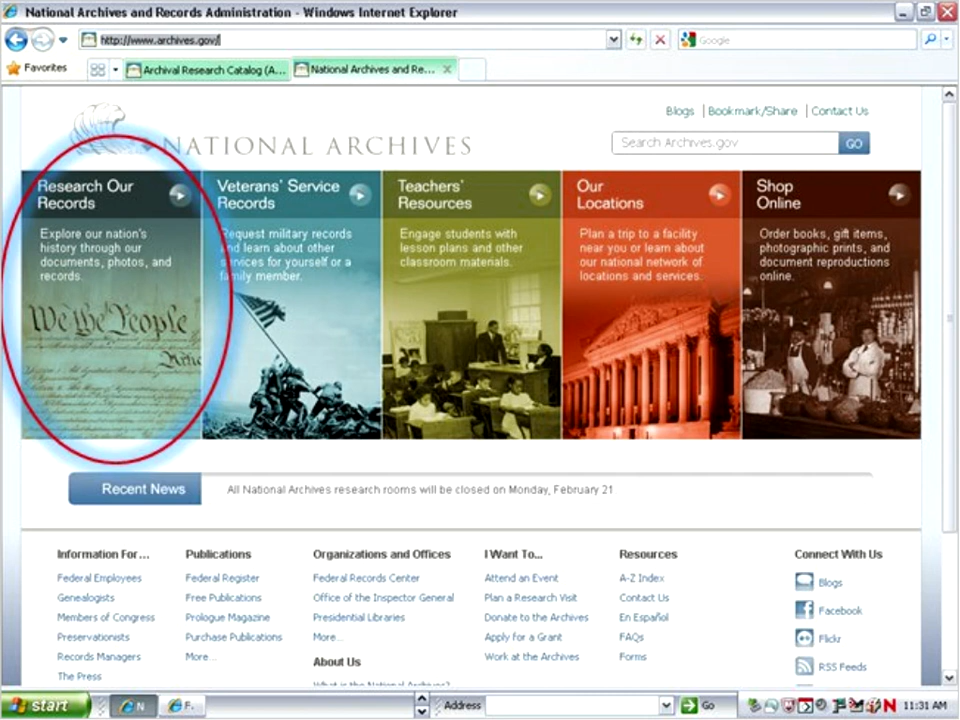 National Archives and Records Administration - Windows Internet Explorer
http://www.archives.gov/
Google
Favorites
Archival Research Catalog (A...
National Archives and Re...
X
Blogs | Bookmark/Share | Contact Us
NATIONAL ARCHIVES
Search Archives.gov
GO
Research Our
Records
Explore our nation's
history through our
documents, photos, and
records.
We the People
Veterans' Service
Records
Request military records
and learn about other
services for yourself or a
family member.
Teachers'
Resources
Engage students with
lesson plans and other
classroom materials.
Our
Locations
Plan a trip to a facility
near you or learn about
our national network of
locations and services.
Shop
Online
Order books, gift items,
photographic prints, and
document reproductions
online.
Recent News
All National Archives research rooms will be closed on Monday, February 21
Information For...
Federal Employees
Genealogists
Members of Congress
Preservationists
Records Managers
The Press
Publications
Federal Register
Free Publications
Prologue Magazine
Purchase Publications
More...
Organizations and Offices
Federal Records Center
Office of the Inspector General
Presidential Libraries
More...
About Us
What is the National Archives?
I Want To...
Attend an Event
Plan a Research Visit
Donate to the Archives
Apply for a Grant
Work at the Archives
Resources
A-Z Index
Contact Us
En Español
FAQs
Forms
Connect With Us
Blogs
Facebook
Flickr
RSS Feeds
start
N
F.
Address
Go
N
11:31 AM